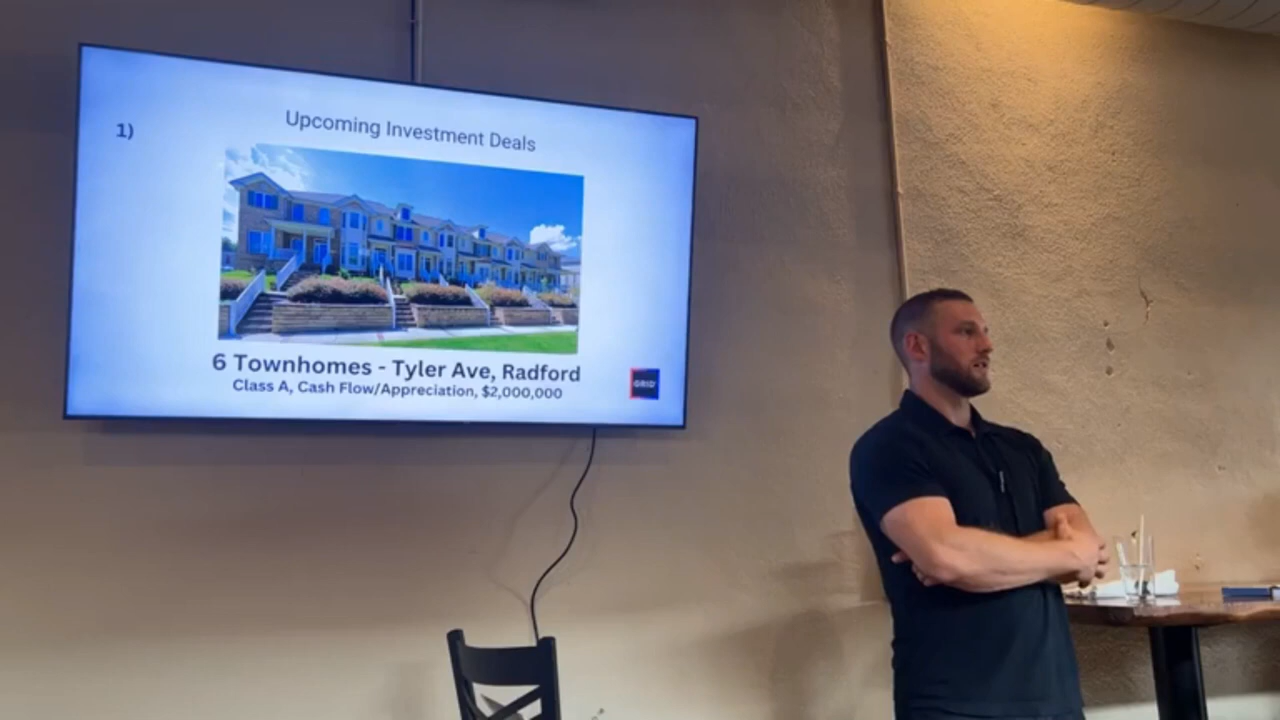 1)
Upcoming Investment Deals
6 Townhomes - Tyler Ave, Radford
Class A, Cash Flow/Appreciation, $2,000,000
GRID